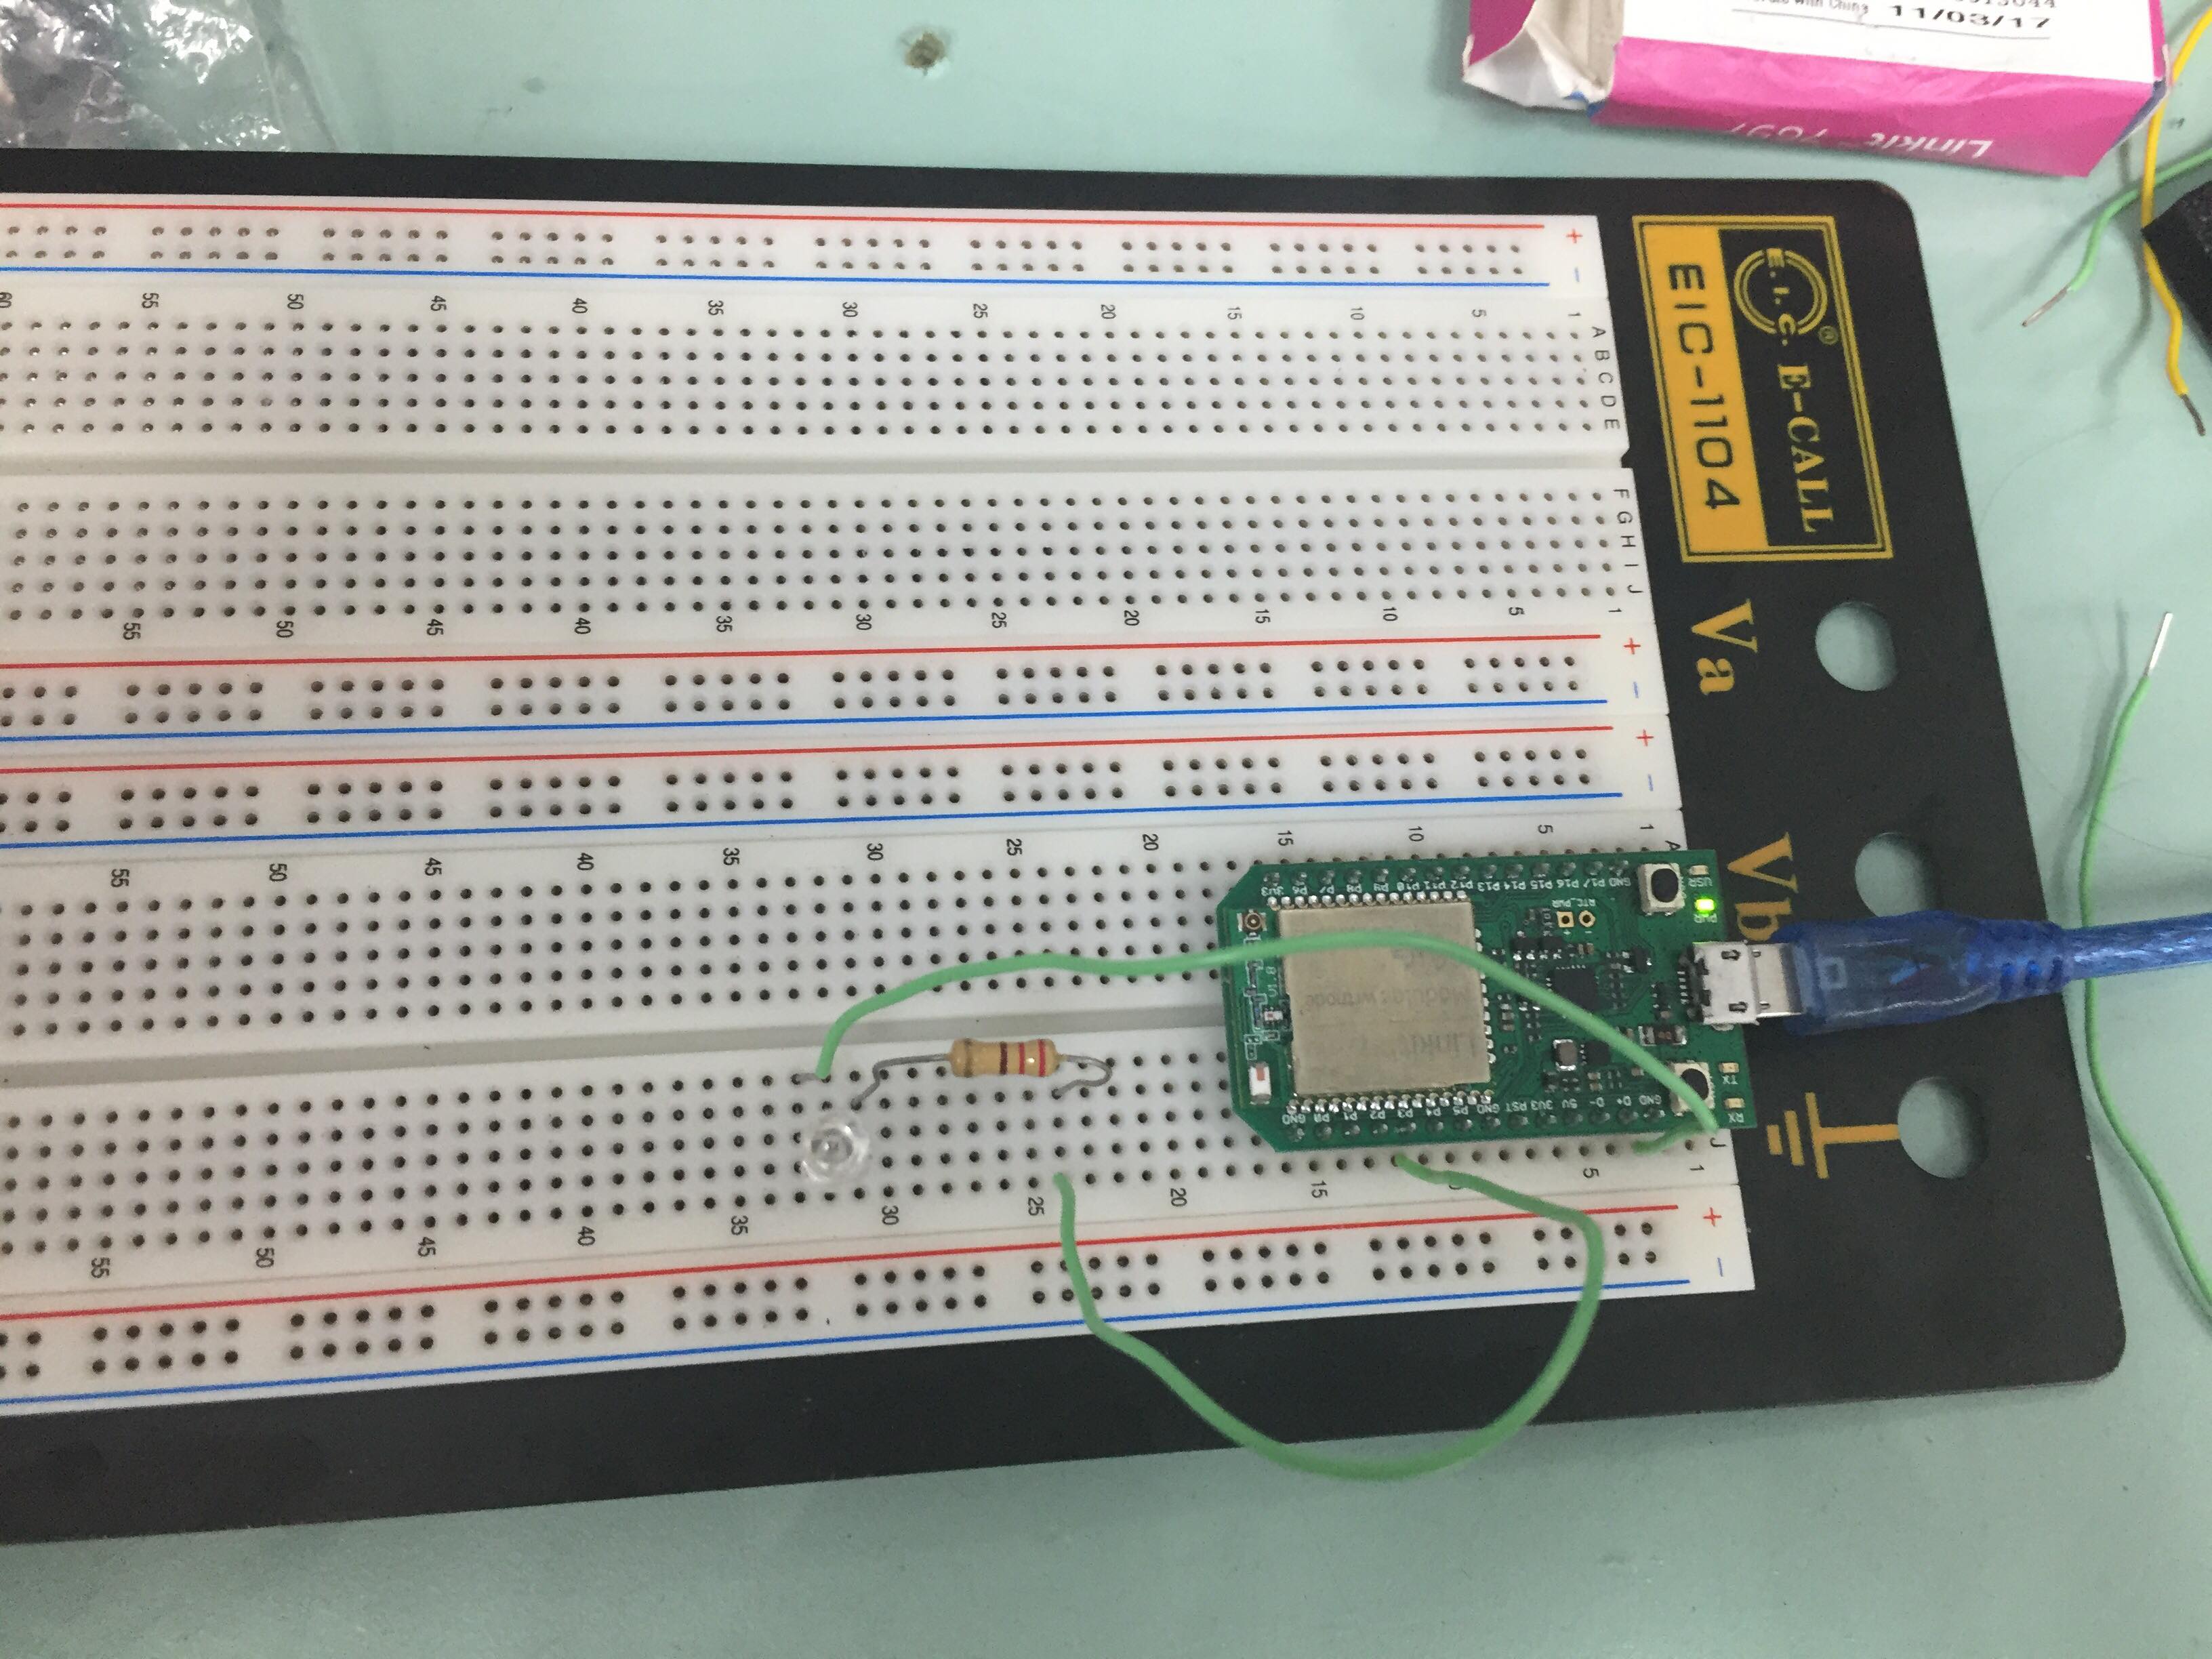 11/03/17
LinkIt 7697
+
-
60 55 50 45 40 35 30 25 20 15 10 5 1
A
B
C
D
E
F
G
H
I
J
55 50 45 40 35 30 25 20 15 10 5 1
+
-
+
-
55 50 45 40 35 30 25 20 15 10 5 1
A
J
55 50 45 40 35 30 25 20 15 5 1
+
-
E.I.C.®
E-CALL
EIC-1104
Va
Vb
3V3 P6 P7 P8 P9 P10 P11 P12 P13 P14 P15 P16 P17 GND
USR
PWR
RTC_PWR
LinkIt
GND P0 P1 P2 P3 P4 P5 GND RST 3V3 5V D- D+ GND
TX
RX